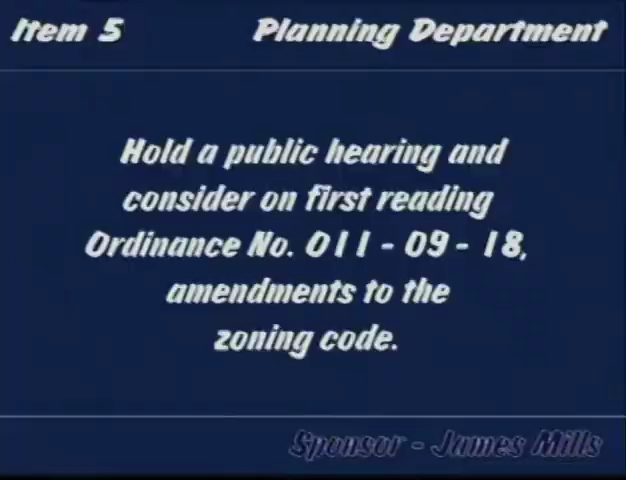 Item 5 Planning Department
Hold a public hearing and
consider on first reading
Ordinance No. 011 - 09 - 18,
amendments to the
zoning code.
Sponsor - James Mills